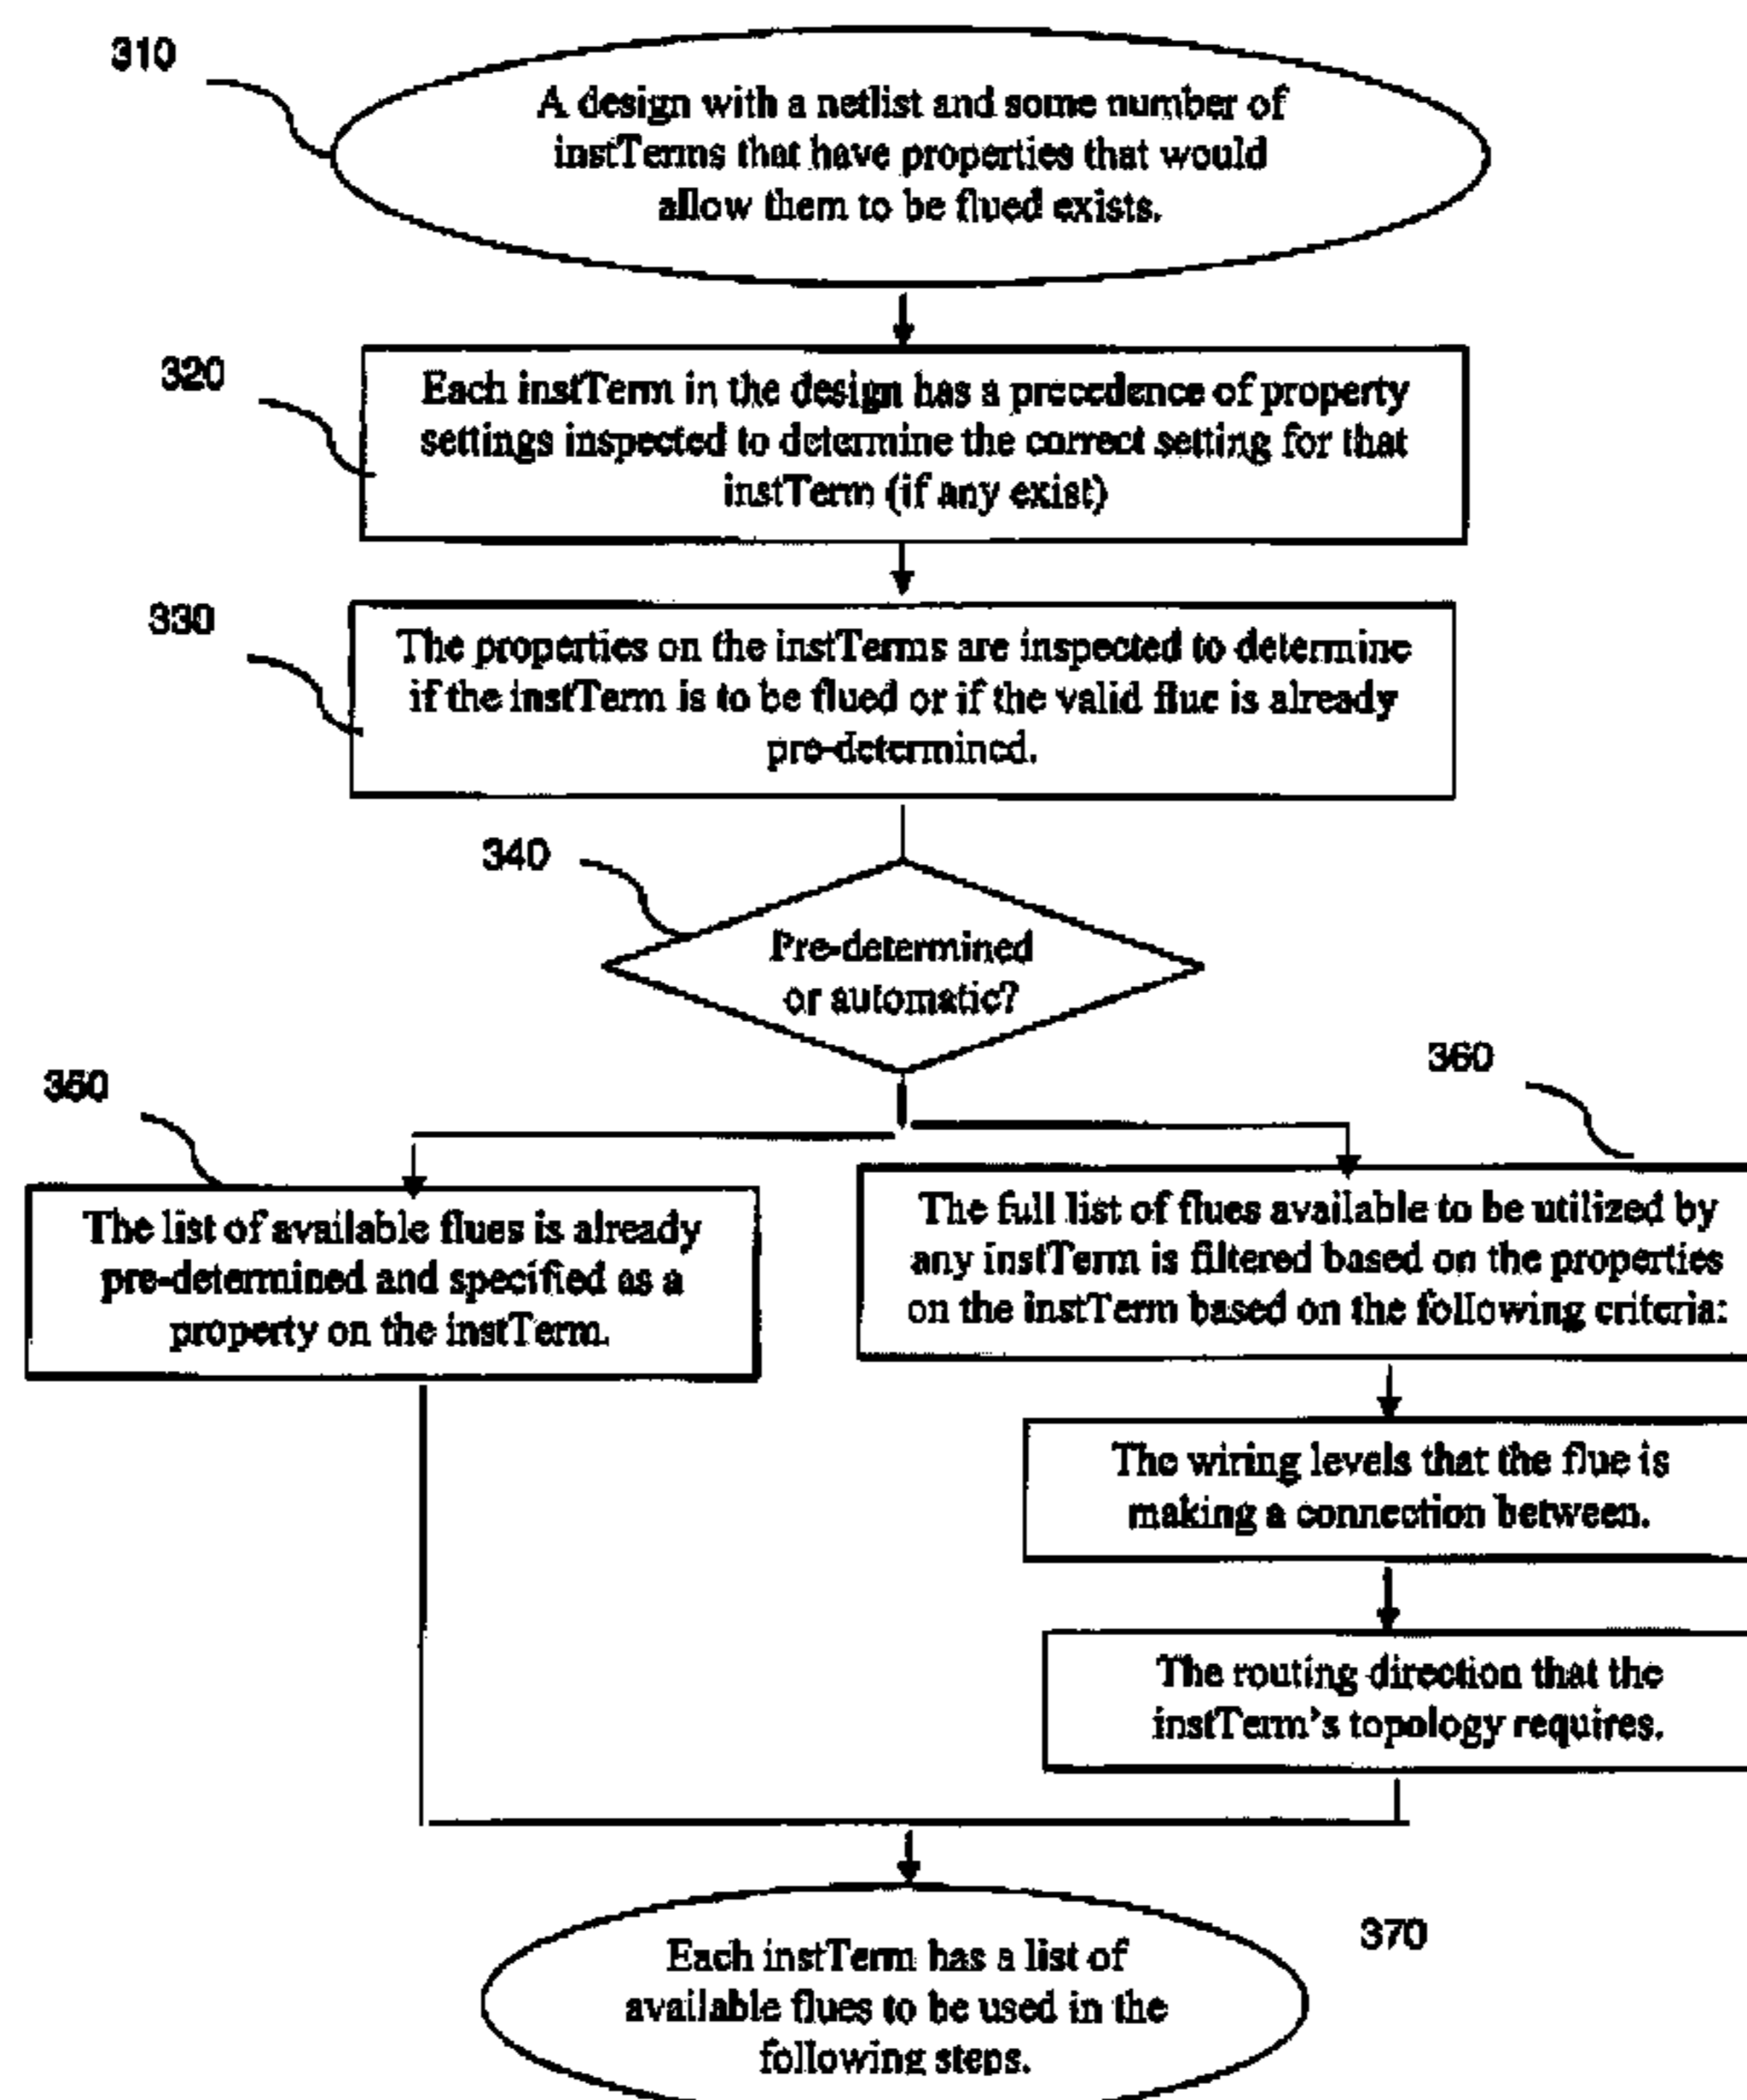 310
A design with a netlist and some number of
instTerms that have properties that would
allow them to be flued exists.
320
Each instTerm in the design has a precedence of property
settings inspected to determine the correct setting for that
instTerm (if any exist)
330
The properties on the instTerms are inspected to determine
if the instTerm is to be flued or if the valid flue is already
pre-determined.
340
Pre-determined
or automatic?
350
The list of available flues is already
pre-determined and specified as a
property on the instTerm.
360
The full list of flues available to be utilized by
any instTerm is filtered based on the properties
on the instTerm based on the following criteria:
The wiring levels that the flue is
making a connection between.
The routing direction that the
instTerm's topology requires.
370
Each instTerm has a list of
available flues to be used in the
following steps.